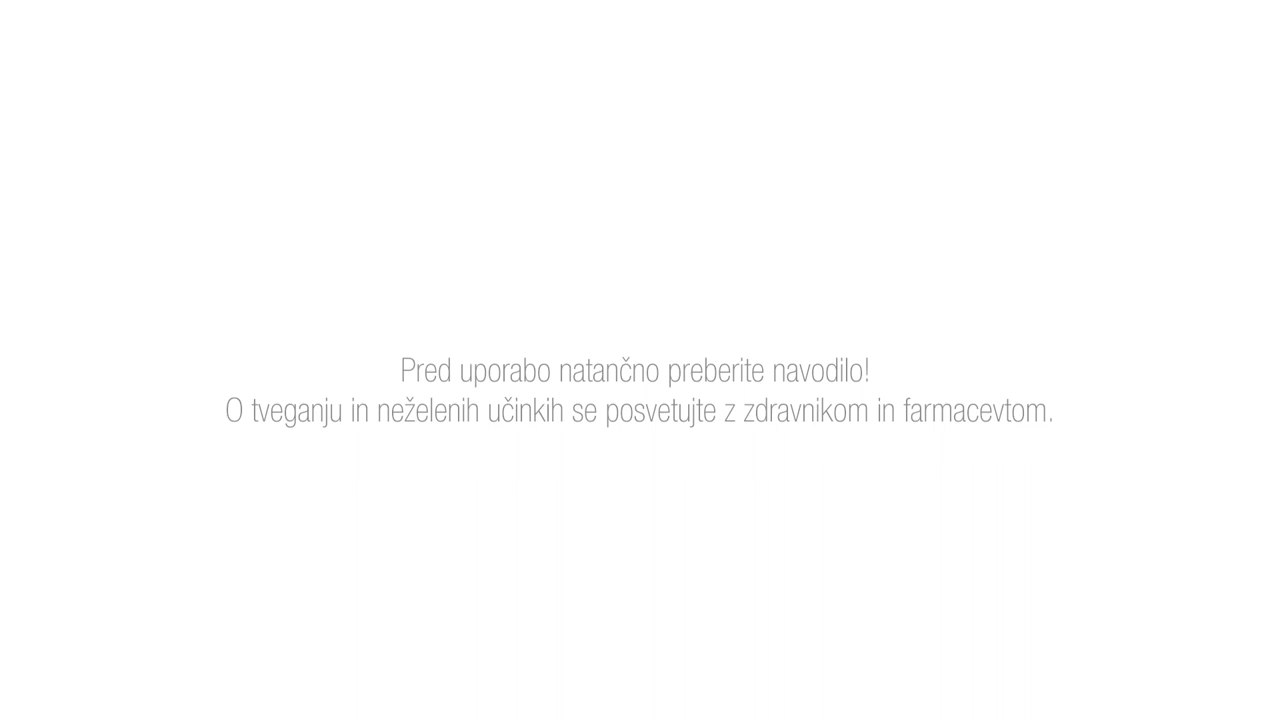 Pred uporabo natančno preberite navodilo!
O tveganju in neželenih učinkih se posvetujte z zdravnikom in farmacevtom.